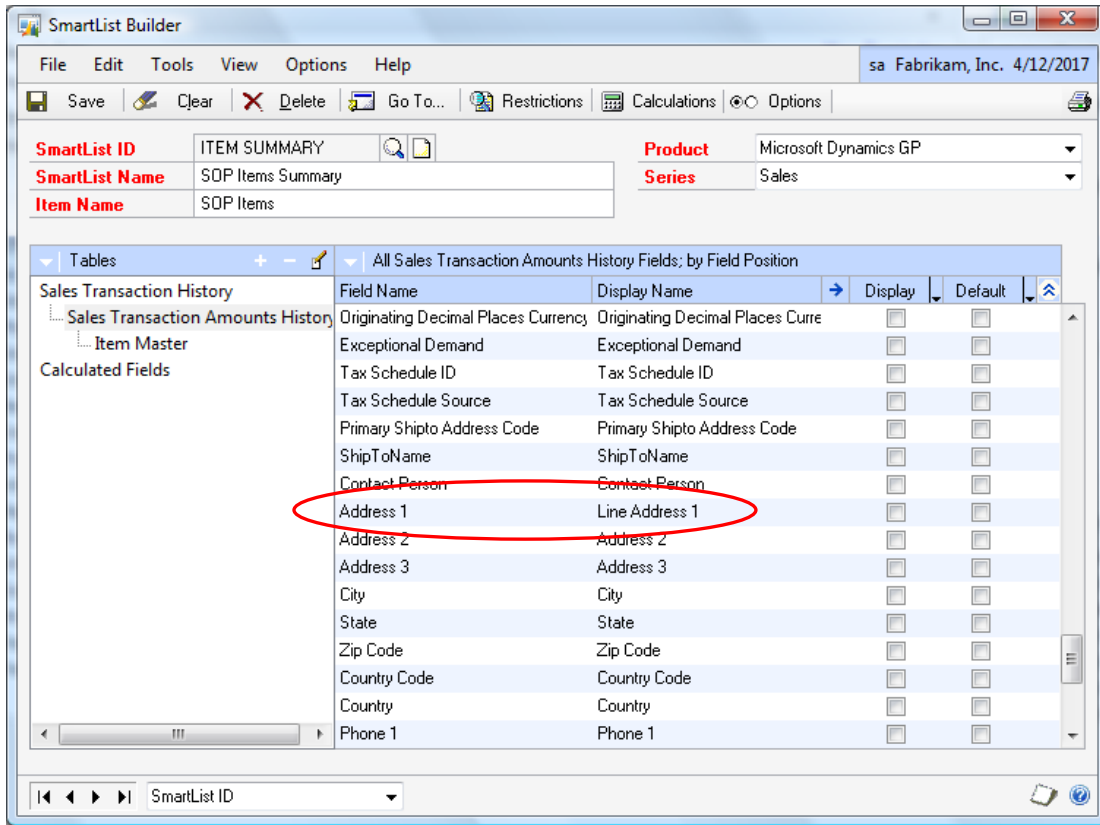 SmartList Builder
File Edit Tools View Options Help sa Fabrikam, Inc. 4/12/2017
Save Clear Delete Go To... Restrictions Calculations Options
SmartList ID ITEM SUMMARY Product Microsoft Dynamics GP
SmartList Name SOP Items Summary Series Sales
Item Name SOP Items
Tables All Sales Transaction Amounts History Fields; by Field Position
Sales Transaction History Field Name Display Name Display Default
Sales Transaction Amounts History Originating Decimal Places Currency Originating Decimal Places Curre
Item Master Exceptional Demand Exceptional Demand
Calculated Fields Tax Schedule ID Tax Schedule ID
Tax Schedule Source Tax Schedule Source
Primary Shipto Address Code Primary Shipto Address Code
ShipToName ShipToName
Contact Person Contact Person
Address 1 Line Address 1
Address 2 Address 2
Address 3 Address 3
City City
State State
Zip Code Zip Code
Country Code Country Code
Country Country
Phone 1 Phone 1
SmartList ID